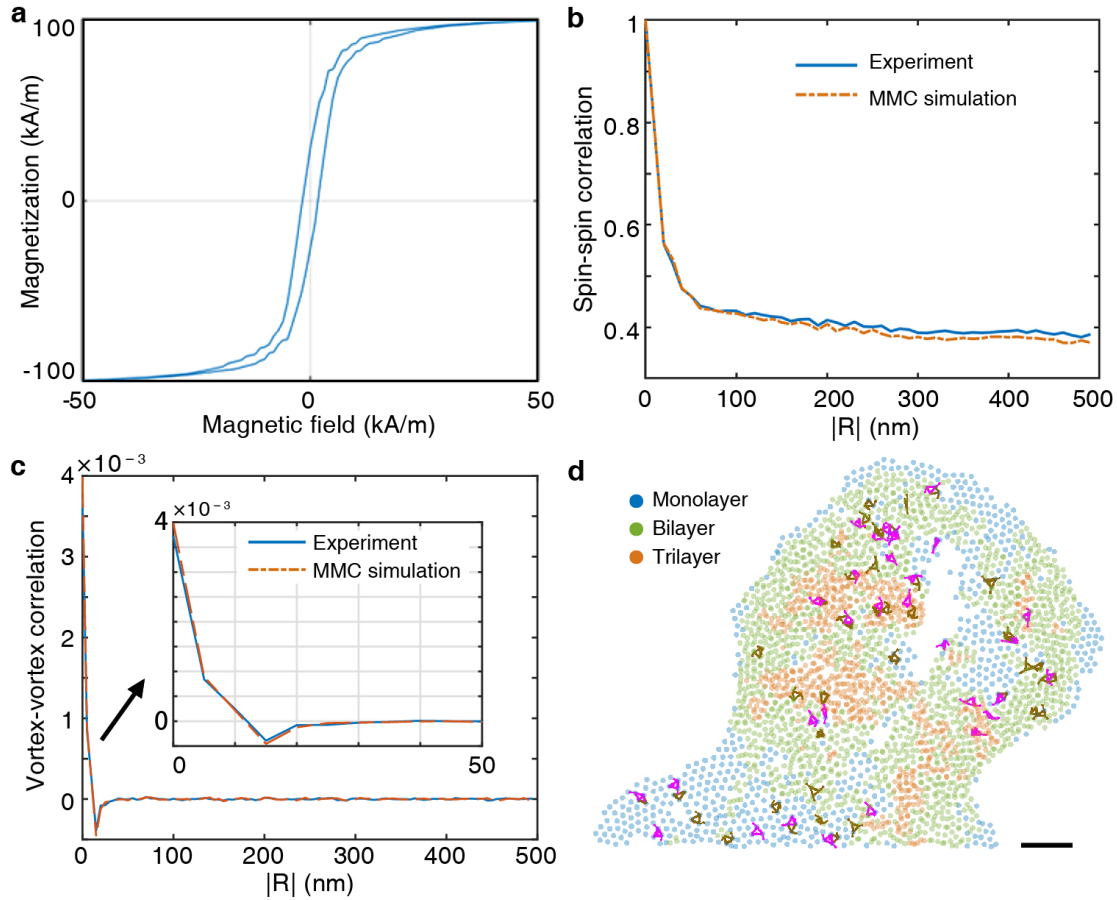 a
Magnetization (kA/m)
100
0
-100
-50
0
50
Magnetic field (kA/m)
b
Spin-spin correlation
1
0.8
0.6
0.4
Experiment
MMC simulation
0
100
200
300
400
500
|R| (nm)
c
4×10⁻³
Vortex-vortex correlation
3
2
1
0
4×10⁻³
0
Experiment
MMC simulation
0
50
0
100
200
300
400
500
|R| (nm)
d
Monolayer
Bilayer
Trilayer